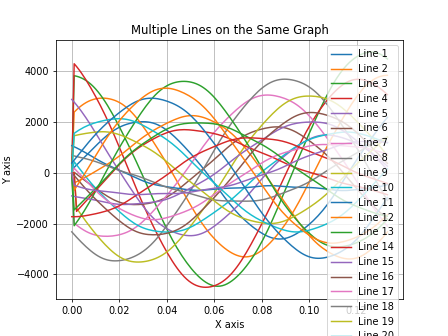 Multiple Lines on the Same Graph
Y axis
4000
2000
0
−2000
−4000
0.00
0.02
0.04
0.06
0.08
0.10
X axis
Line 1
Line 2
Line 3
Line 4
Line 5
Line 6
Line 7
Line 8
Line 9
Line 10
Line 11
Line 12
Line 13
Line 14
Line 15
Line 16
Line 17
Line 18
Line 19
Line 20